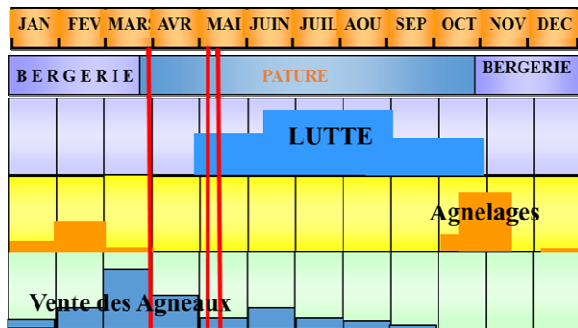 JAN FEV MARS AVR MAI JUIN JUIL AOU SEP OCT NOV DEC
BERGERIE PATURE BERGERIE
LUTTE
Agnelages
Vente des Agneaux